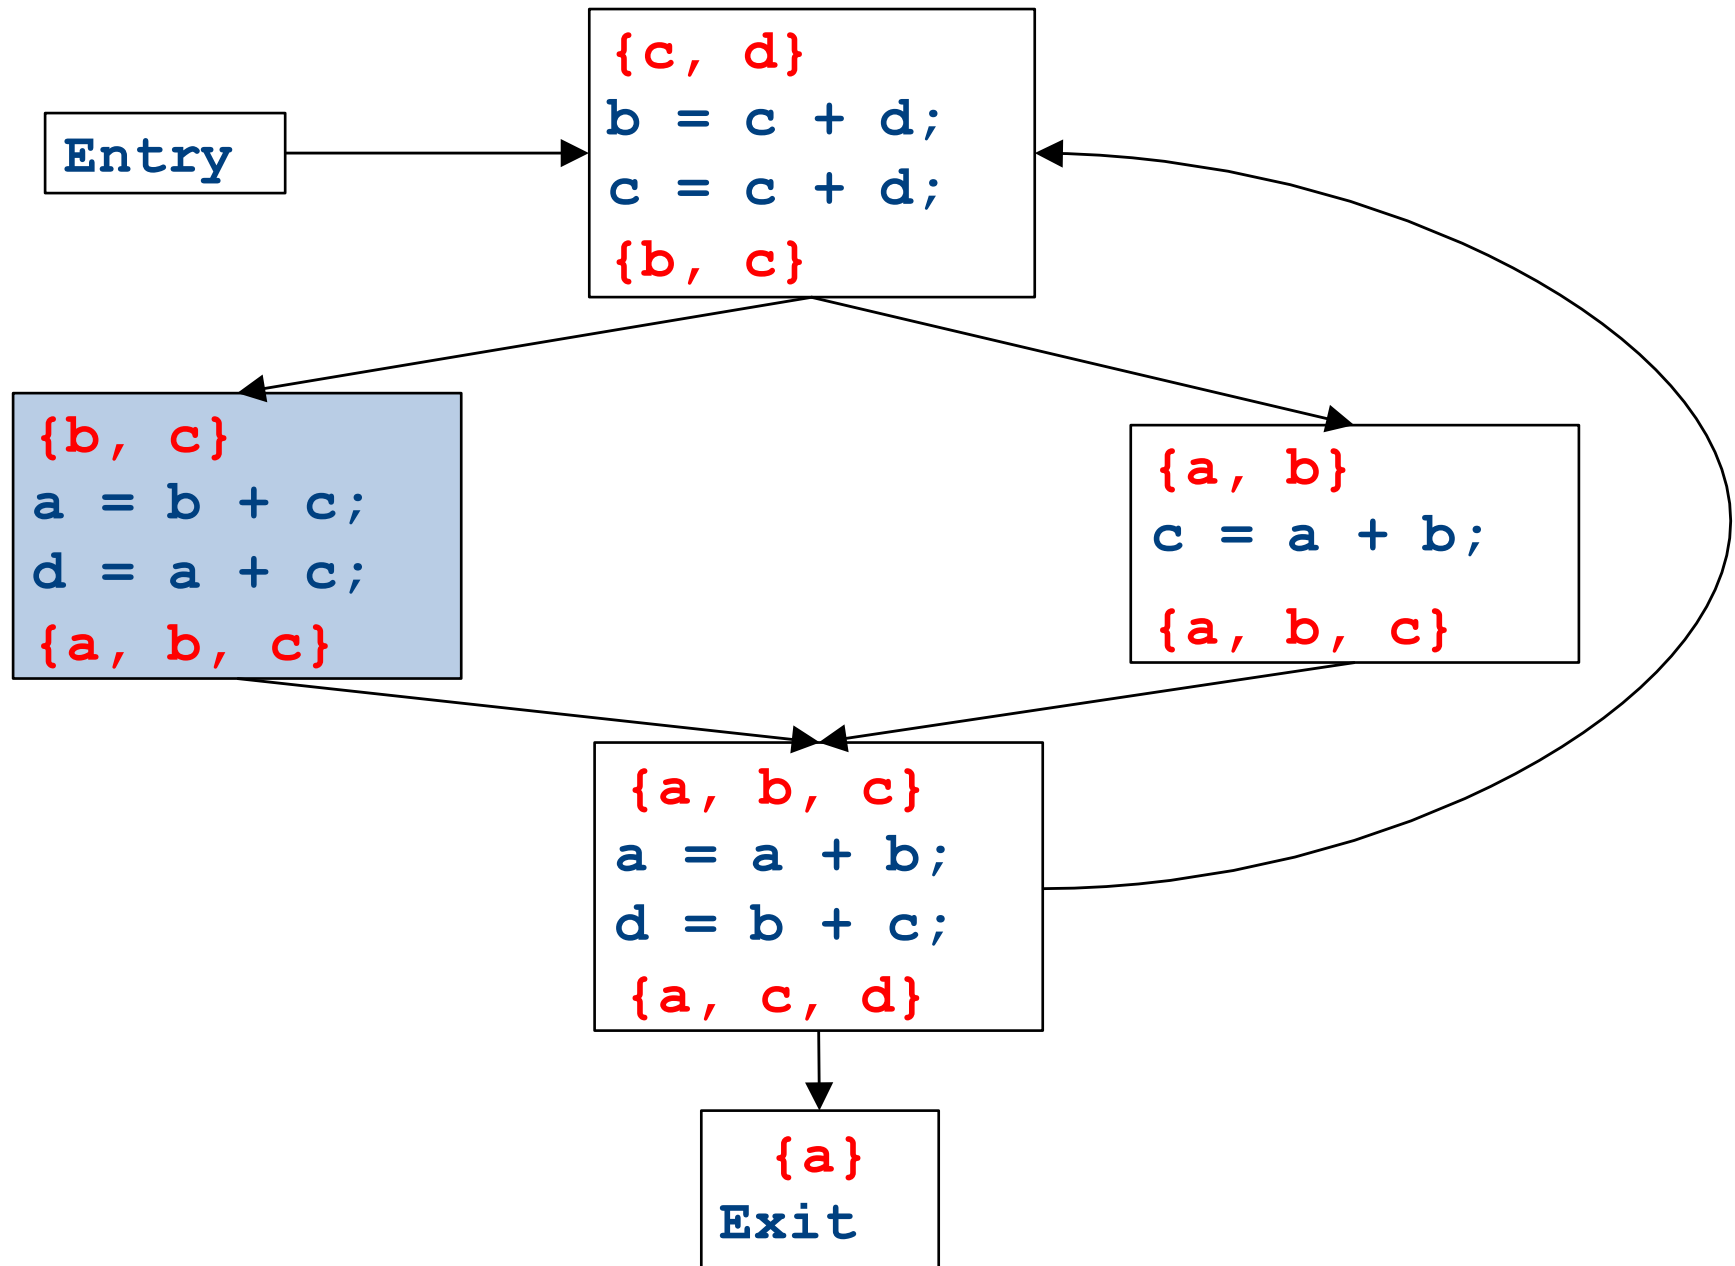 {c, d}
b = c + d;
c = c + d;
{b, c}
Entry
{b, c}
a = b + c;
d = a + c;
{a, b, c}
{a, b}
c = a + b;
{a, b, c}
{a, b, c}
a = a + b;
d = b + c;
{a, c, d}
{a}
Exit